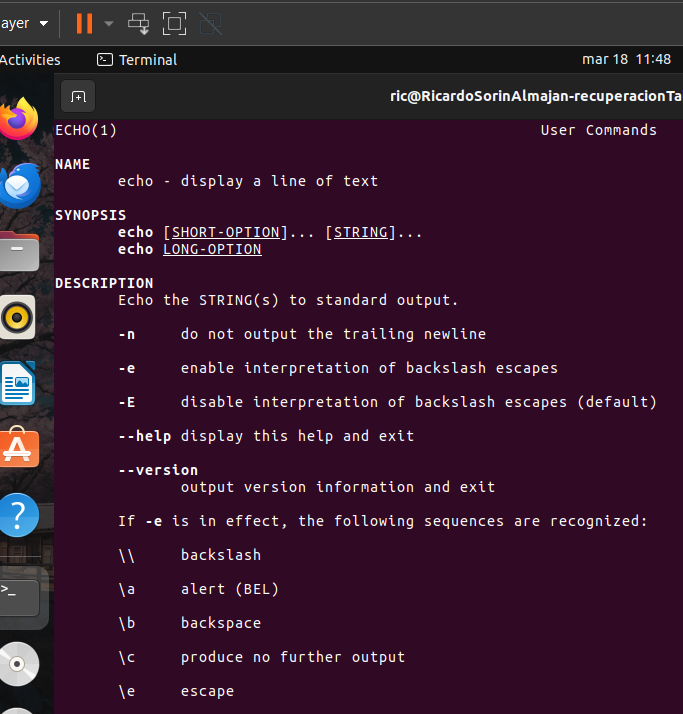 ayer
Activities
Terminal
mar 18 11:48
ric@RicardoSorinAlmajan-recuperacionTa
ECHO(1) User Commands
NAME
echo - display a line of text
SYNOPSIS
echo [SHORT-OPTION]... [STRING]...
echo LONG-OPTION
DESCRIPTION
Echo the STRING(s) to standard output.
-n do not output the trailing newline
-e enable interpretation of backslash escapes
-E disable interpretation of backslash escapes (default)
--help display this help and exit
--version
output version information and exit
If -e is in effect, the following sequences are recognized:
\\ backslash
\a alert (BEL)
\b backspace
\c produce no further output
\e escape